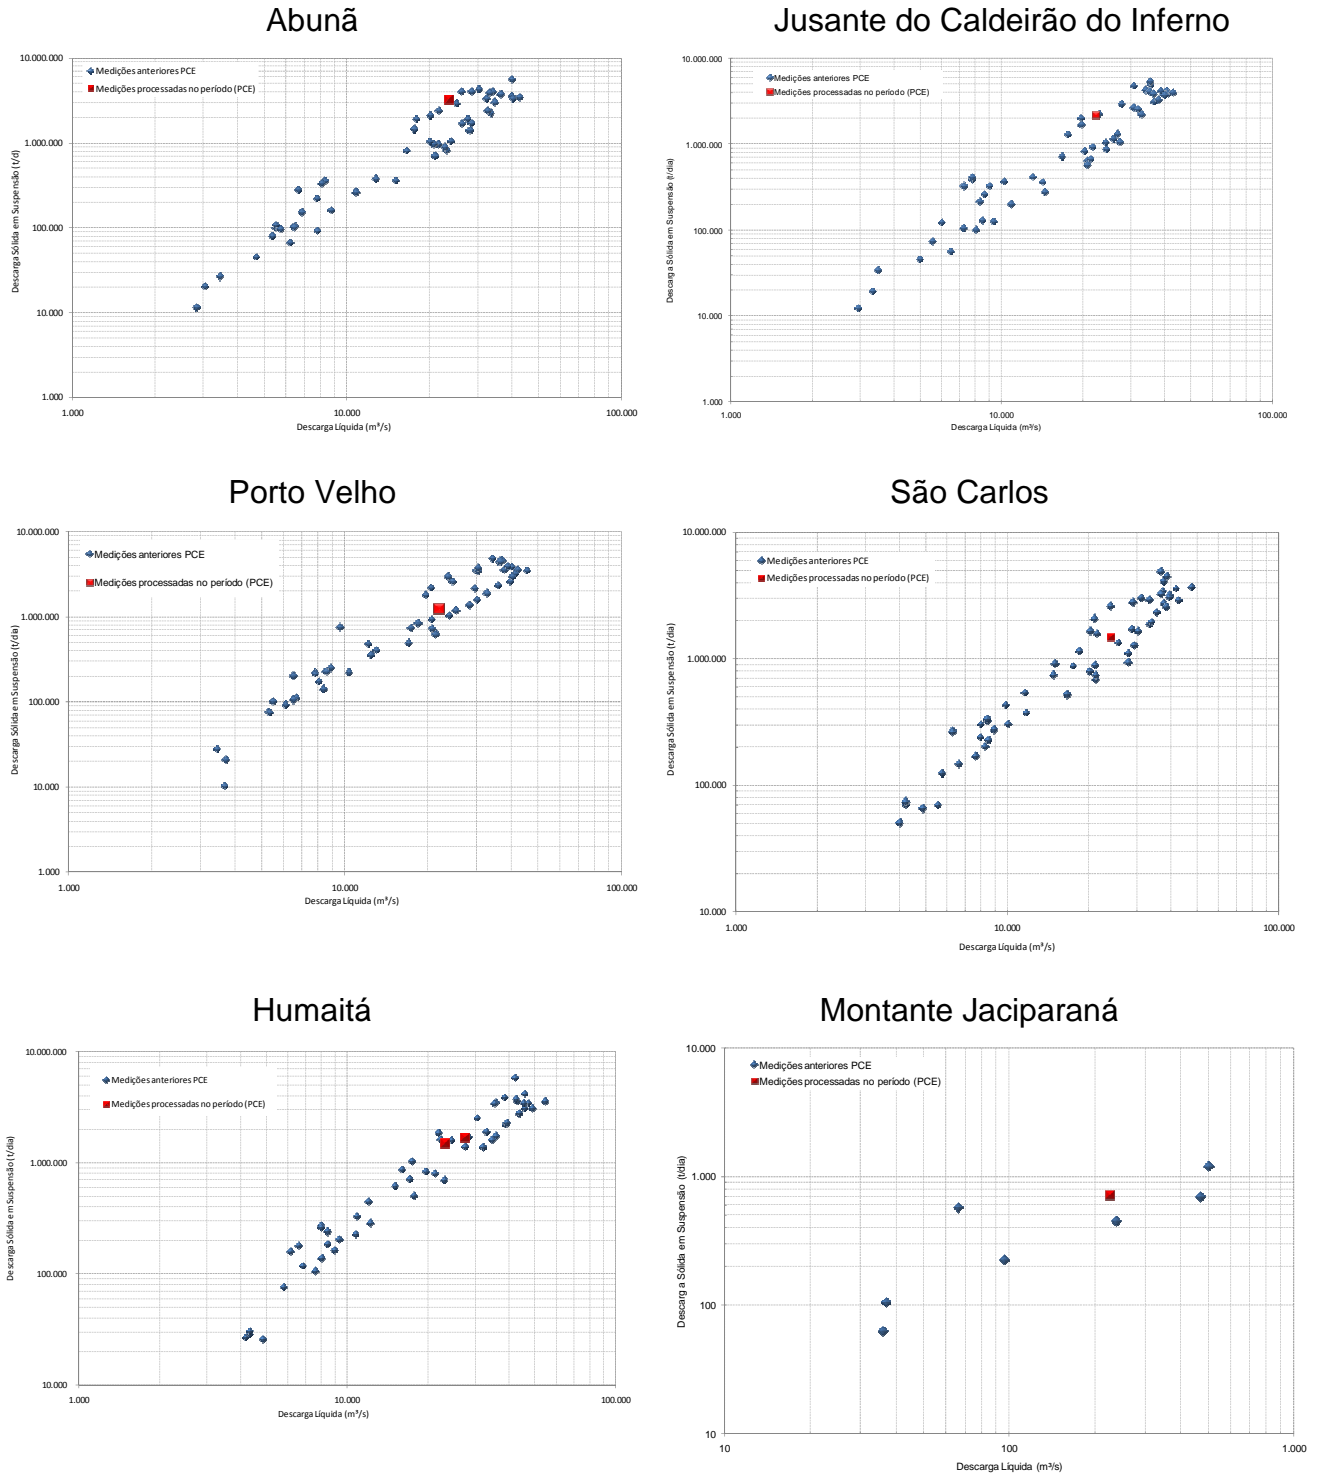 Abunã
10.000.000
1.000.000
100.000
10.000
1.000
Medições anteriores PCE
Medições processadas no período (PCE)
Descarga Sólida em Suspensão (t/d)
1.000
10.000
100.000
Descarga Líquida (m³/s)
Jusante do Caldeirão do Inferno
10.000.000
1.000.000
100.000
10.000
1.000
Medições anteriores PCE
Medições processadas no período (PCE)
Descarga Sólida em Suspensão (t/dia)
1.000
10.000
100.000
Descarga Líquida (m³/s)
Porto Velho
10.000.000
1.000.000
100.000
10.000
1.000
Medições anteriores PCE
Medições processadas no período (PCE)
Descarga Sólida em Suspensão (t/dia)
1.000
10.000
100.000
Descarga Líquida (m³/s)
São Carlos
10.000.000
1.000.000
100.000
10.000
Medições anteriores PCE
Medições processadas no período (PCE)
Descarga Sólida em Suspensão (t/dia)
1.000
10.000
100.000
Descarga Líquida (m³/s)
Humaitá
10.000.000
1.000.000
100.000
10.000
Medições anteriores PCE
Medições processadas no período (PCE)
Descarga Sólida em Suspensão (t/dia)
1.000
10.000
100.000
Descarga Líquida (m³/s)
Montante Jaciparaná
10.000
1.000
100
10
Medições anteriores PCE
Medições processadas no período (PCE)
Descarg a Sólida em Suspensão (t/dia)
10
100
1.000
Descarga Líquida (m³/s)